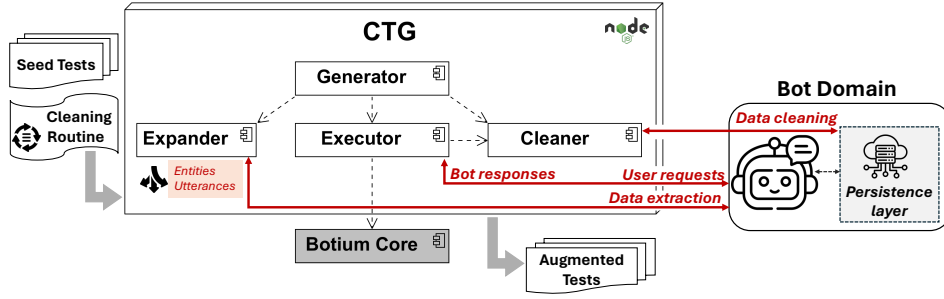 CTG
node
JS
Seed Tests
Cleaning
Routine
Generator
Expander
Executor
Cleaner
Entities
Utterances
Bot responses
User requests
Data extraction
Data cleaning
Bot Domain
Persistence
layer
Botium Core
Augmented
Tests